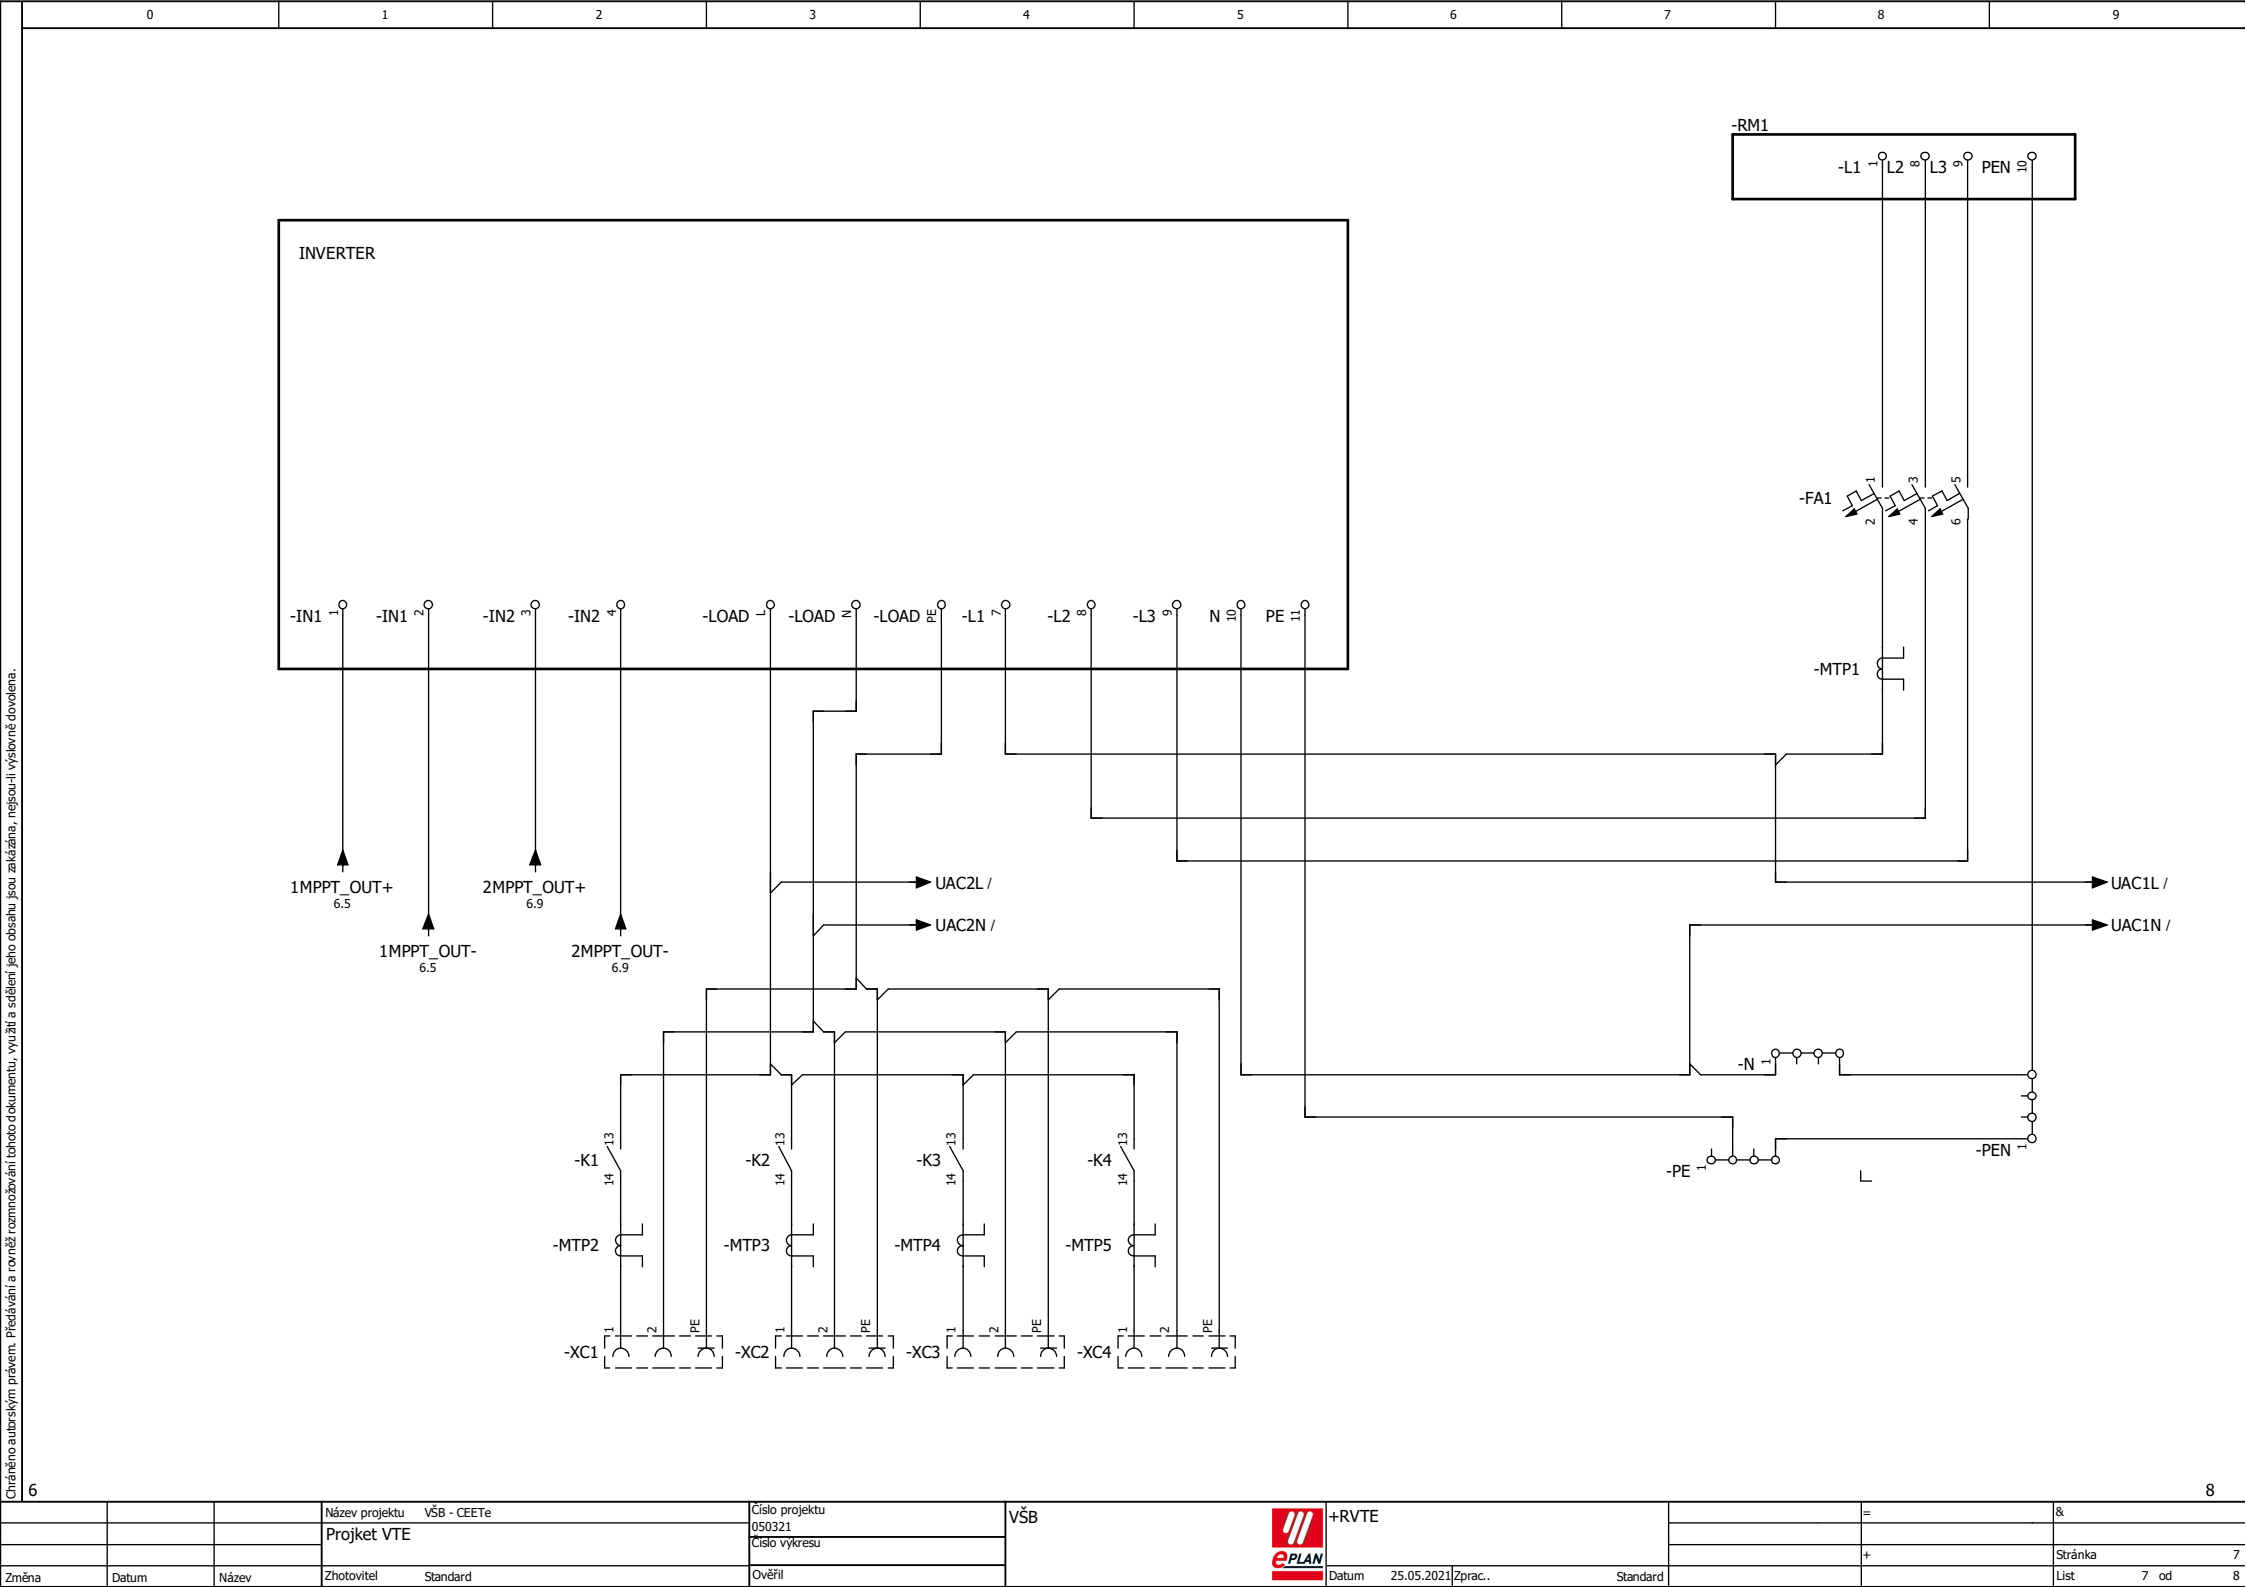 0 1 2 3 4 5 6 7 8 9
-RM1
-L1 1 L2 8 L3 9 PEN 10
INVERTER
-FA1 1 2 3 4 5 6
-IN1 1 -IN1 2 -IN2 3 -IN2 4 -LOAD L -LOAD N -LOAD PE -L1 7 -L2 8 -L3 9 N 10 PE 11
-MTP1
1MPPT_OUT+
6.5
2MPPT_OUT+
6.9
UAC2L /
UAC1L /
UAC2N /
UAC1N /
1MPPT_OUT-
6.5
2MPPT_OUT-
6.9
-N 1
-K1 13 14 -K2 13 14 -K3 13 14 -K4 13 14
-PEN 1
-PE 1
-MTP2 -MTP3 -MTP4 -MTP5
-XC1 1 2 PE -XC2 1 2 PE -XC3 1 2 PE -XC4 1 2 PE
Chráněno autorským právem. Předávání a rovněž rozmnožování tohoto dokumentu, využití a sdělení jeho obsahu jsou zakázána, nejsou-li výslovně dovolena.
6
8
Změna Datum Název
Název projektu VŠB - CEETe
Projket VTE
Zhotovitel Standard
Číslo projektu
050321
Číslo výkresu
Ověřil
VŠB
ePLAN
+RVTE
Datum 25.05.2021 Zprac.. Standard
=
+
&
Stránka 7
List 7 od 8